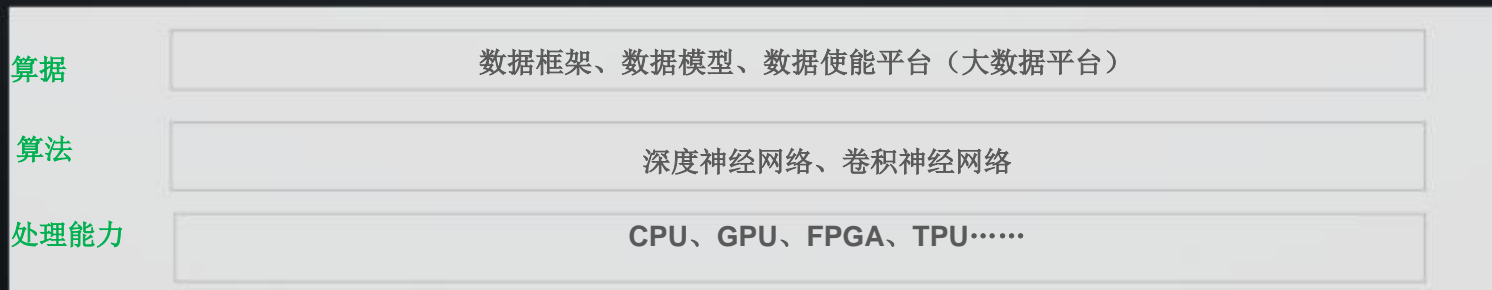 算据
数据框架、数据模型、数据使能平台（大数据平台）
算法
深度神经网络、卷积神经网络
处理能力
CPU、GPU、FPGA、TPU……